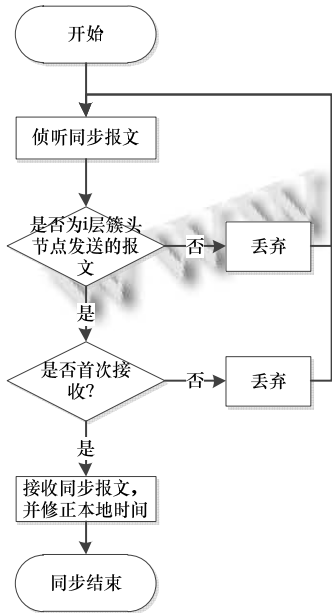 开始
侦听同步报文
是否为i层簇头
节点发送的报
文
否
丢弃
是
是否首次接
收?
否
丢弃
是
接收同步报文，
并修正本地时间
同步结束